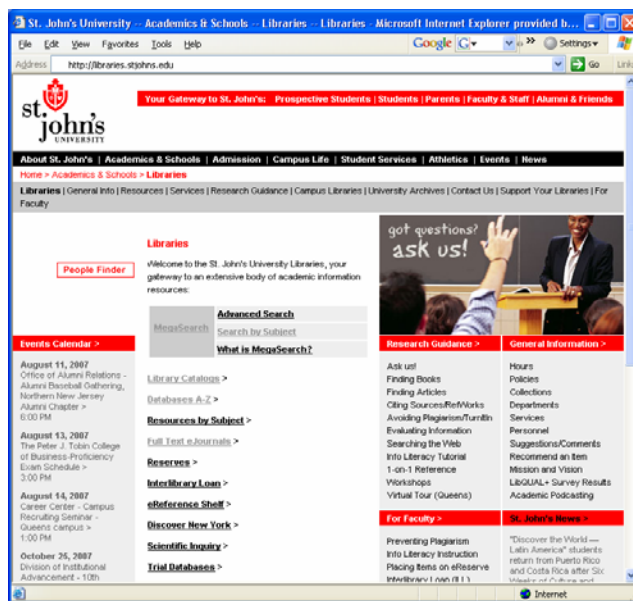 St. John's University -- Academics & Schools -- Libraries -- Libraries - Microsoft Internet Explorer provided b...
File Edit View Favorites Tools Help
Google G Settings
Address http://libraries.stjohns.edu Go Link
st. john's
UNIVERSITY
Your Gateway to St. John's: Prospective Students | Students | Parents | Faculty & Staff | Alumni & Friends
About St. John's | Academics & Schools | Admission | Campus Life | Student Services | Athletics | Events | News
Home > Academics & Schools > Libraries
Libraries | General Info | Resources | Services | Research Guidance | Campus Libraries | University Archives | Contact Us | Support Your Libraries | For
Faculty
People Finder
Events Calendar >
August 11, 2007
Office of Alumni Relations -
Alumni Baseball Gathering,
Northern New Jersey
Alumni Chapter >
6:00 PM
August 13, 2007
The Peter J. Tobin College
of Business-Proficiency
Exam Schedule >
3:00 PM
August 14, 2007
Career Center - Campus
Recruiting Seminar -
Queens campus >
1:00 PM
October 26, 2007
Division of Institutional
Advancement - 10th
Libraries
Welcome to the St. John's University Libraries, your
gateway to an extensive body of academic information
resources:
MegaSearch
Advanced Search
Search by Subject
What is MegaSearch?
Library Catalogs >
Databases A-Z >
Resources by Subject >
Full Text eJournals >
Reserves >
Interlibrary Loan >
eReference Shelf >
Discover New York >
Scientific Inquiry >
Trial Databases >
got questions?
ask us!
Research Guidance >
Ask us!
Finding Books
Finding Articles
Citing Sources/RefWorks
Avoiding Plagiarism/TurnItIn
Evaluating Information
Searching the Web
Info Literacy Tutorial
1-on-1 Reference
Workshops
Virtual Tour (Queens)
General Information >
Hours
Policies
Collections
Departments
Services
Personnel
Suggestions/Comments
Recommend an Item
Mission and Vision
LibQUAL+ Survey Results
Academic Podcasting
For Faculty >
Preventing Plagiarism
Info Literacy Instruction
Placing Items on eReserve
Interlibrary Loan (ILL)
St. John's News >
"Discover the World —
Latin America" students
return from Puerto Rico
and Costa Rica after Six
Weeks of Culture and
Internet